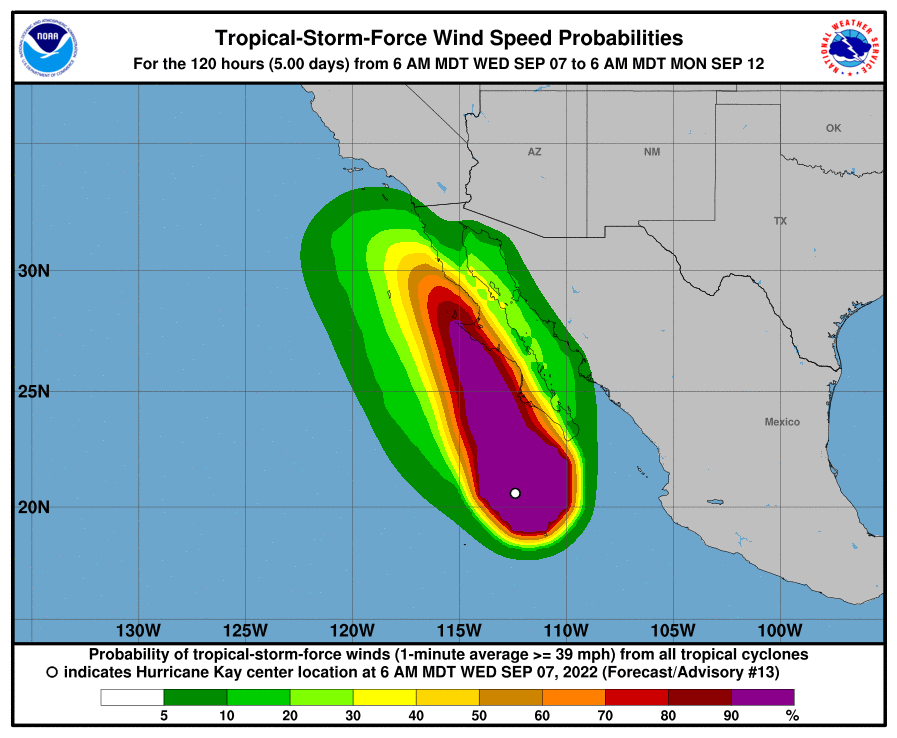 Tropical-Storm-Force Wind Speed Probabilities
For the 120 hours (5.00 days) from 6 AM MDT WED SEP 07 to 6 AM MDT MON SEP 12
NOAA
NATIONAL WEATHER SERVICE
OK
AZ
NM
TX
30N
25N
Mexico
20N
130W 125W 120W 115W 110W 105W 100W
Probability of tropical-storm-force winds (1-minute average >= 39 mph) from all tropical cyclones
indicates Hurricane Kay center location at 6 AM MDT WED SEP 07, 2022 (Forecast/Advisory #13)
5 10 20 30 40 50 60 70 80 90 %